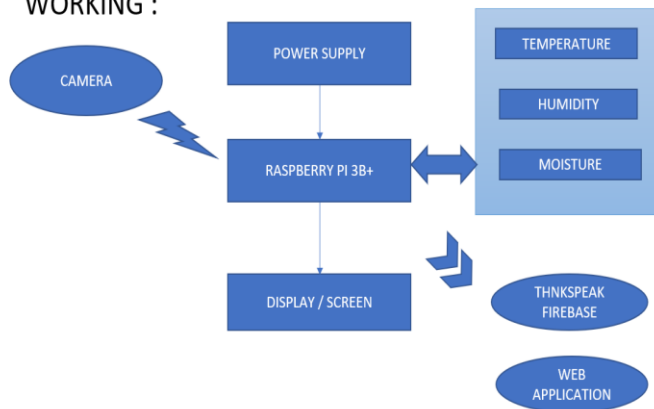 WORKING :
CAMERA
POWER SUPPLY
RASPBERRY PI 3B+
DISPLAY / SCREEN
TEMPERATURE
HUMIDITY
MOISTURE
THNKSPEAK
FIREBASE
WEB
APPLICATION